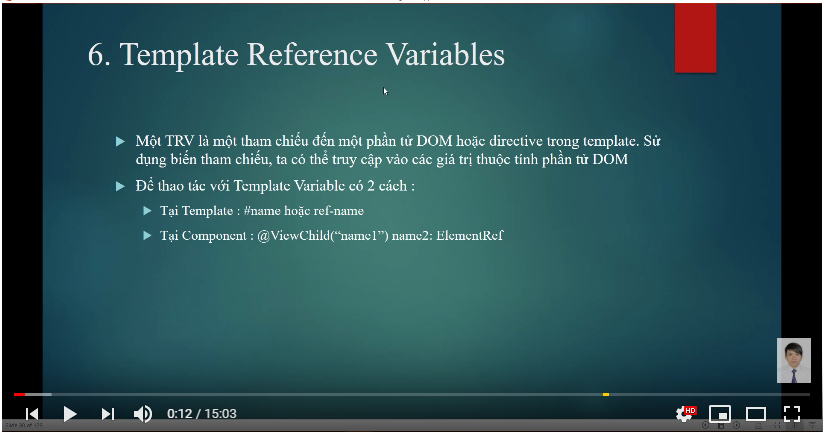 6. Template Reference Variables
Một TRV là một tham chiếu đến một phần tử DOM hoặc directive trong template. Sử
dụng biến tham chiếu, ta có thể truy cập vào các giá trị thuộc tính phần tử DOM
Để thao tác với Template Variable có 2 cách :
Tại Template : #name hoặc ref-name
Tại Component : @ViewChild(“name1”) name2: ElementRef
0:12 / 15:03
HD